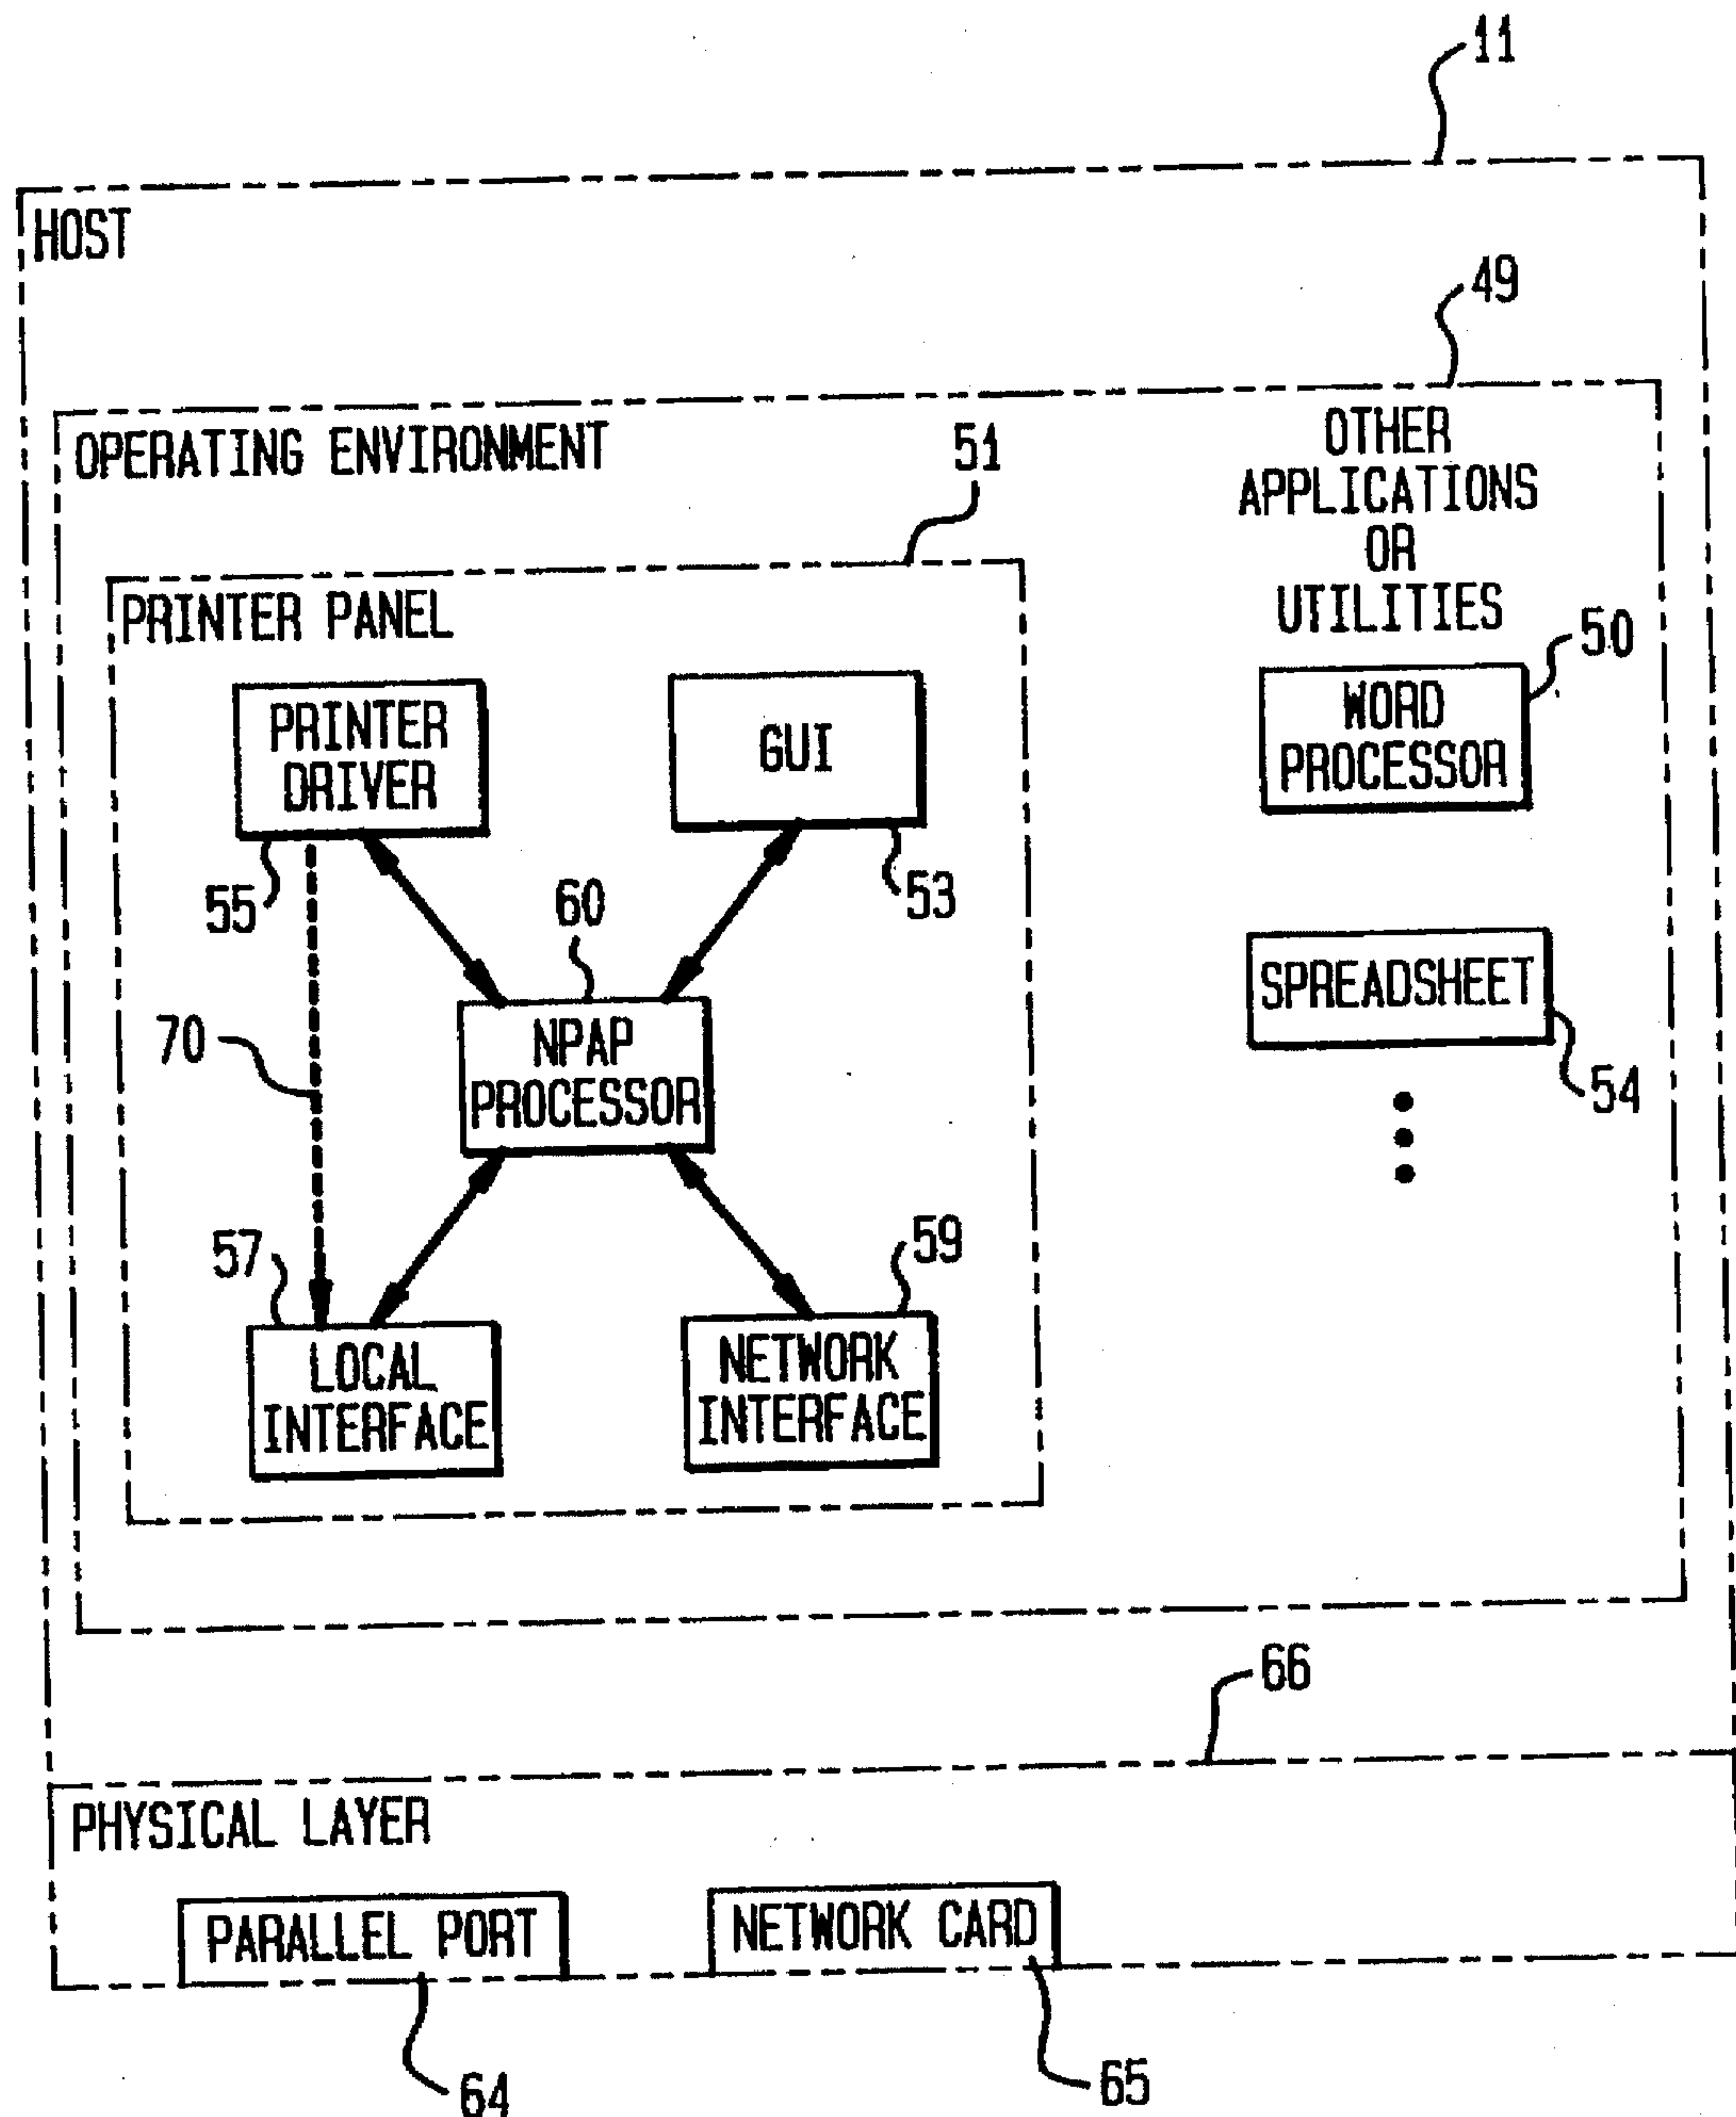 11
HOST
49
OPERATING ENVIRONMENT
51
OTHER
APPLICATIONS
OR
UTILITIES
PRINTER PANEL
50
PRINTER
DRIVER
GUI
WORD
PROCESSOR
55
60
53
SPREADSHEET
70
NPAP
PROCESSOR
54
57
59
LOCAL
INTERFACE
NETWORK
INTERFACE
66
PHYSICAL LAYER
PARALLEL PORT
NETWORK CARD
64
65